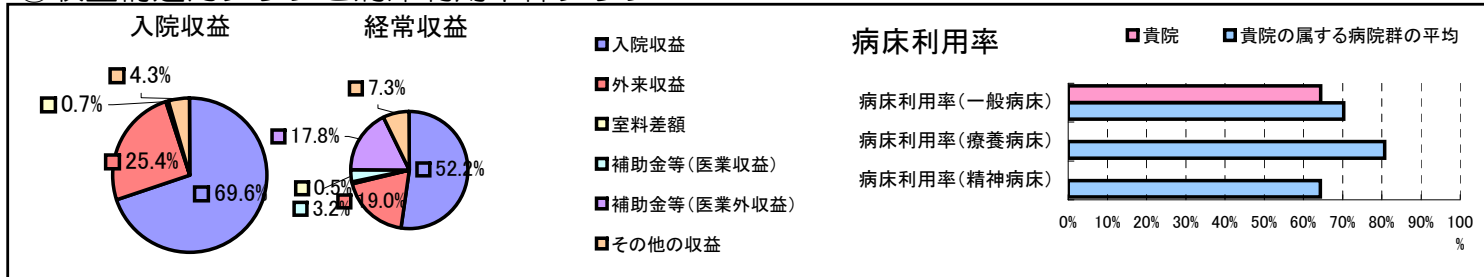 入院収益
4.3%
0.7%
25.4%
69.6%
経常収益
7.3%
17.8%
0.5%
3.2%
19.0%
52.2%
入院収益
外来収益
室料差額
補助金等(医業収益)
補助金等(医業外収益)
その他の収益
病床利用率
貴院
貴院の属する病院群の平均
病床利用率(一般病床)
病床利用率(療養病床)
病床利用率(精神病床)
0% 10% 20% 30% 40% 50% 60% 70% 80% 90% 100
%